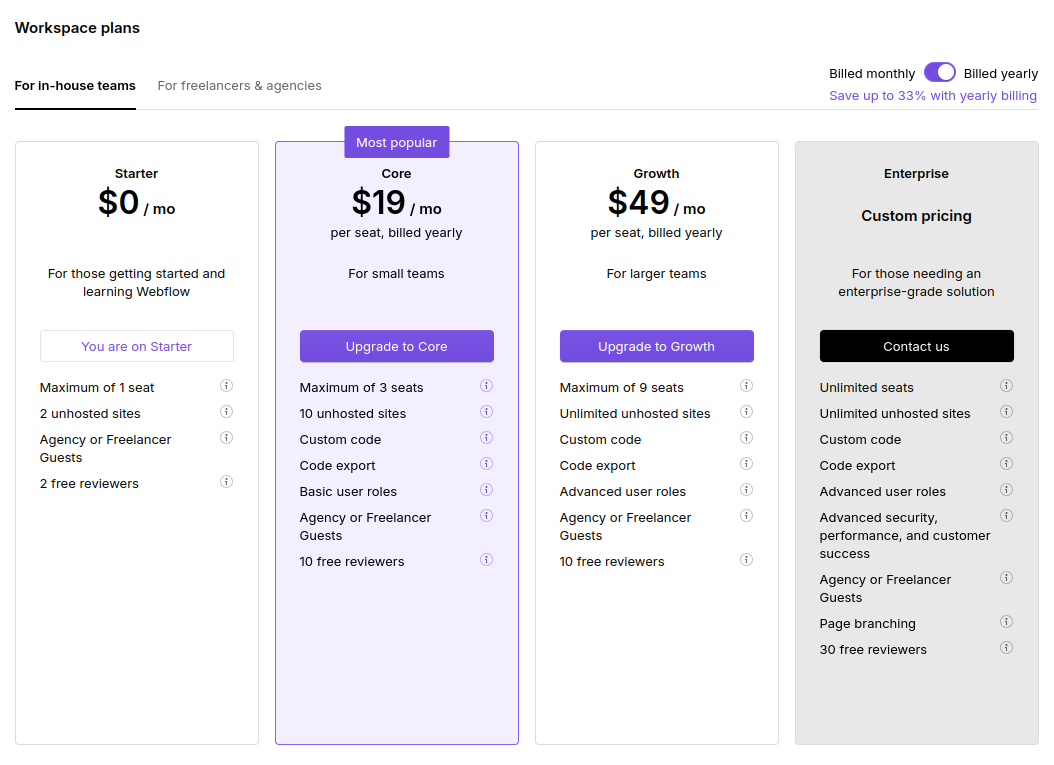 Workspace plans
For in-house teams
For freelancers & agencies
Billed monthly
Billed yearly
Save up to 33% with yearly billing
Starter
$0 / mo
For those getting started and
learning Webflow
You are on Starter
Maximum of 1 seat
2 unhosted sites
Agency or Freelancer
Guests
2 free reviewers
Most popular
Core
$19 / mo
per seat, billed yearly
For small teams
Upgrade to Core
Maximum of 3 seats
10 unhosted sites
Custom code
Code export
Basic user roles
Agency or Freelancer
Guests
10 free reviewers
Growth
$49 / mo
per seat, billed yearly
For larger teams
Upgrade to Growth
Maximum of 9 seats
Unlimited unhosted sites
Custom code
Code export
Advanced user roles
Agency or Freelancer
Guests
10 free reviewers
Enterprise
Custom pricing
For those needing an
enterprise-grade solution
Contact us
Unlimited seats
Unlimited unhosted sites
Custom code
Code export
Advanced user roles
Advanced security,
performance, and customer
success
Agency or Freelancer
Guests
Page branching
30 free reviewers